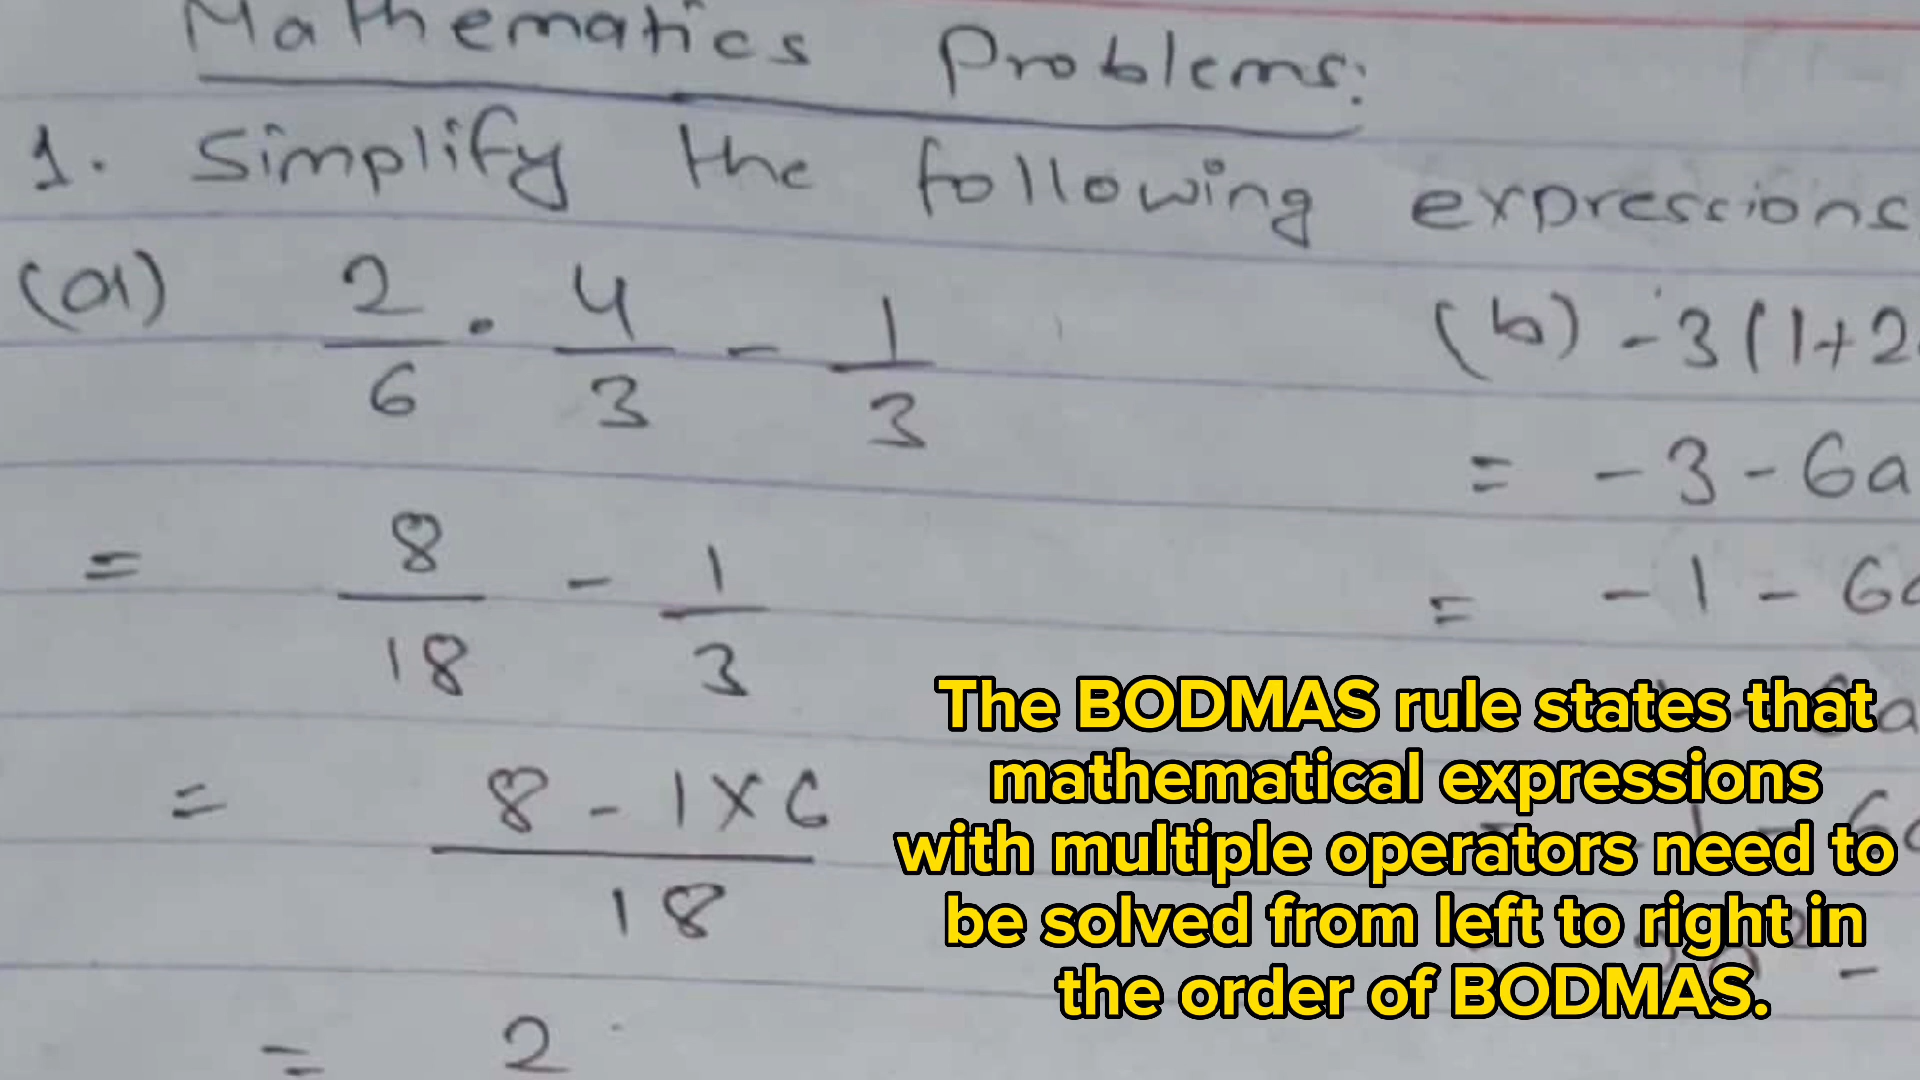 Mathematics Problems:
1. Simplify the following expressions
(a) 2/6 · 4/3 - 1/3
(b) -3(1+2
= 8/18 - 1/3
= -3-6a
= -1-6
= 8-1×6/18
= 2
The BODMAS rule states that
mathematical expressions
with multiple operators need to
be solved from left to right in
the order of BODMAS.